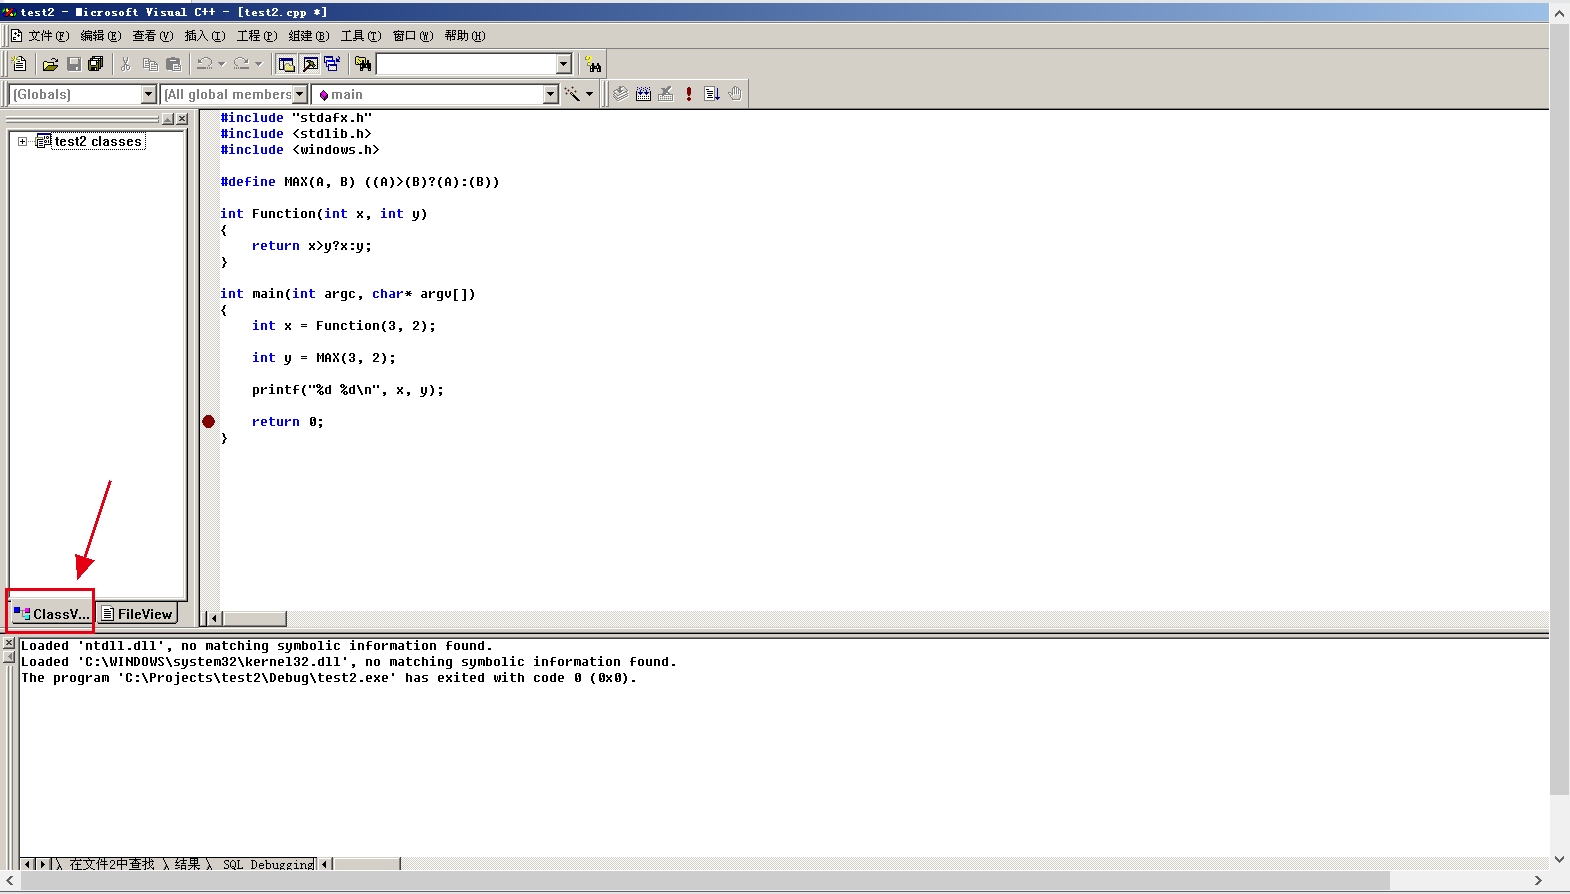 test2 - Microsoft Visual C++ - [test2.cpp *]
文件(F) 编辑(E) 查看(V) 插入(I) 工程(P) 组建(B) 工具(T) 窗口(W) 帮助(H)
(Globals) (All global members main
test2 classes
#include "stdafx.h"
#include <stdlib.h>
#include <windows.h>
#define MAX(A, B) ((A)>(B)?(A):(B))
int Function(int x, int y)
{
return x>y?x:y;
}
int main(int argc, char* argv[])
{
int x = Function(3, 2);
int y = MAX(3, 2);
printf("%d %d\n", x, y);
return 0;
}
ClassV... FileView
Loaded 'ntdll.dll', no matching symbolic information found.
Loaded 'C:\WINDOWS\system32\kernel32.dll', no matching symbolic information found.
The program 'C:\Projects\test2\Debug\test2.exe' has exited with code 0 (0x0).
在文件2中查找 结果 SQL Debugging